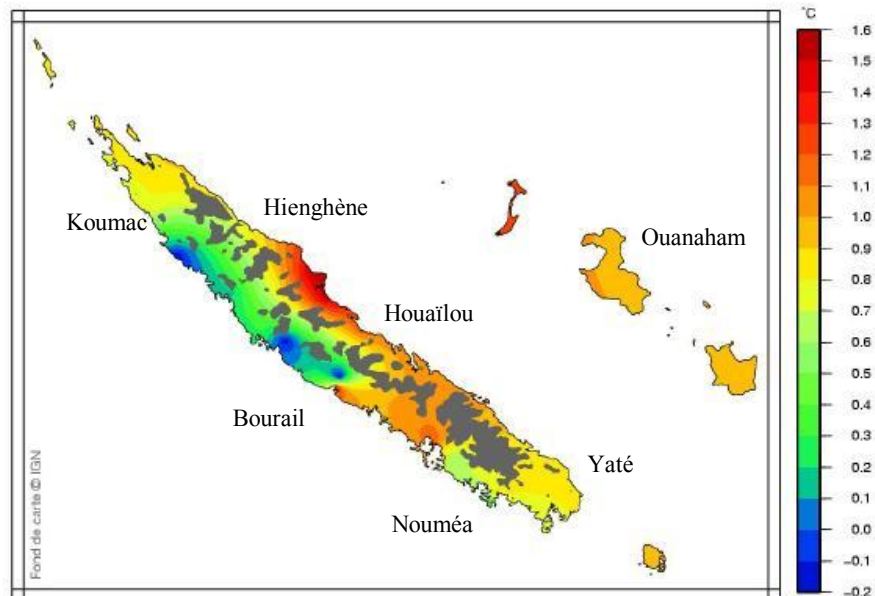 °C
1.6
1.5
1.4
1.3
1.2
1.1
1.0
0.9
0.8
0.7
0.6
0.5
0.4
0.3
0.2
0.1
0.0
-0.1
-0.2
Koumac
Hienghène
Ouanaham
Houaïlou
Bourail
Yaté
Nouméa
Fond de carte © IGN